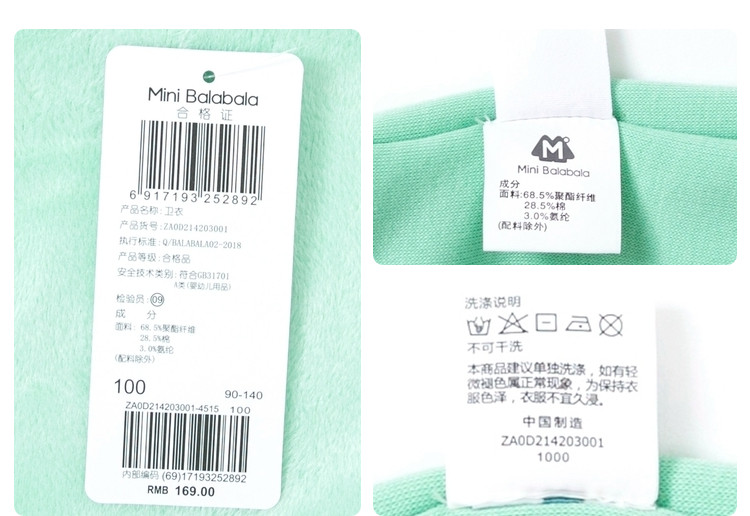 Mini Balabala
合格证
6 917193 252892
产品名称:卫衣
产品货号:ZA0D214203001
执行标准:Q/BALABALA02-2018
产品等级:合格品
安全技术类别:符合GB31701
A类(婴幼儿用品)
检验员:09
成 分
面料:68.5%聚酯纤维
28.5%棉
3.0%氨纶
(配料除外)
100
90-140
ZA0D214203001-4515 100
内部编码 (69)17193252892
RMB 169.00
M
Mini Balabala
成分
面料:68.5%聚酯纤维
28.5%棉
3.0%氨纶
(配料除外)
洗涤说明
不可干洗
本商品建议单独洗涤,如有轻
微褪色属正常现象,为保持衣
服色泽,衣服不宜久浸。
中国制造
ZA0D214203001
1000